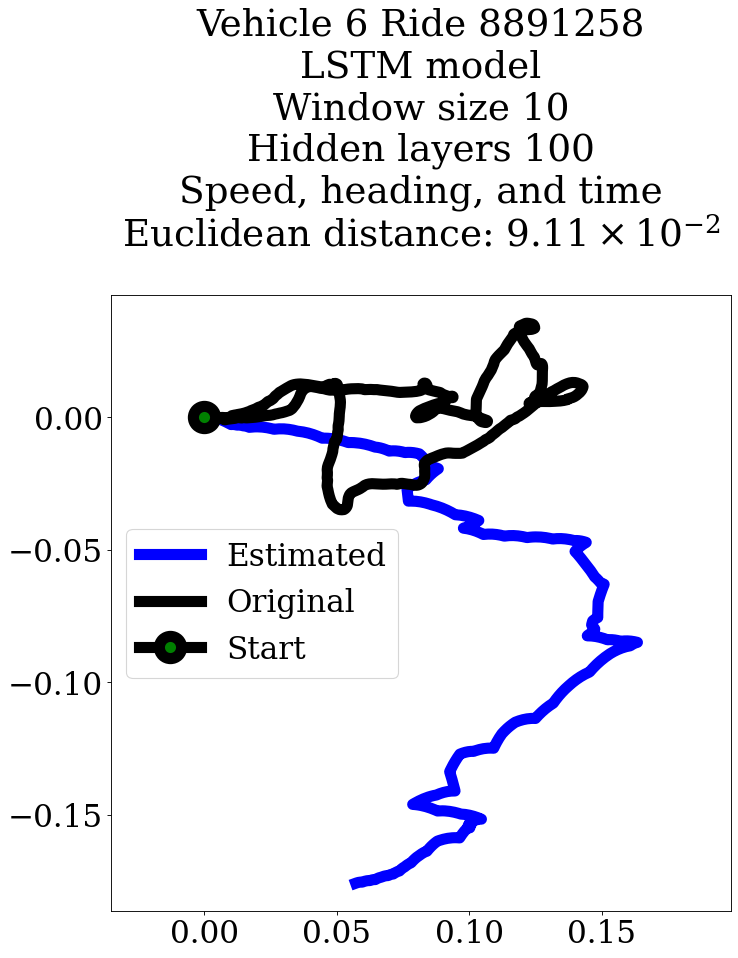 Vehicle 6 Ride 8891258
LSTM model
Window size 10
Hidden layers 100
Speed, heading, and time
Euclidean distance: 9.11 × 10⁻²
0.00
−0.05
−0.10
−0.15
Estimated
Original
Start
0.00 0.05 0.10 0.15